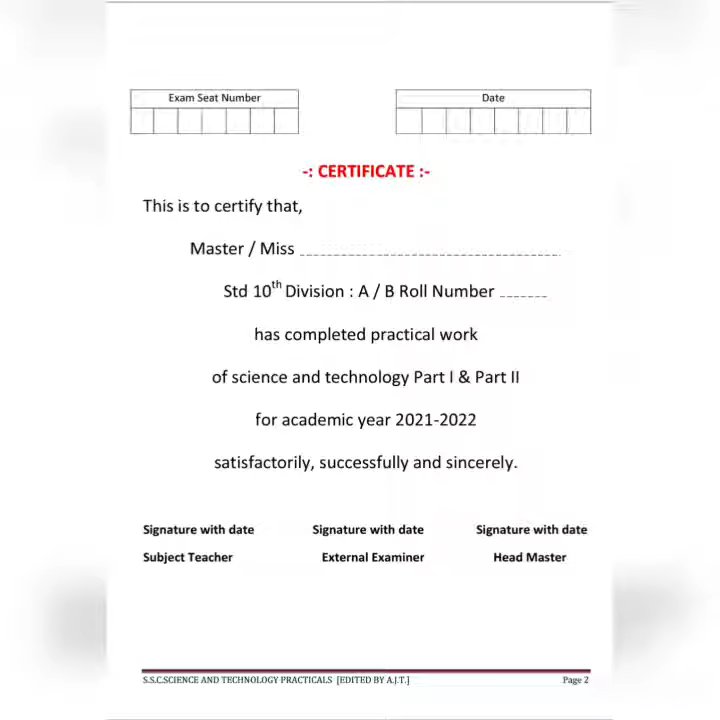 Exam Seat Number
Date
-: CERTIFICATE :-
This is to certify that,
Master / Miss
Std 10th Division : A / B Roll Number
has completed practical work
of science and technology Part I & Part II
for academic year 2021-2022
satisfactorily, successfully and sincerely.
Signature with date Signature with date Signature with date
Subject Teacher External Examiner Head Master
S.S.C.SCIENCE AND TECHNOLOGY PRACTICALS [EDITED BY A.J.T.] Page 2